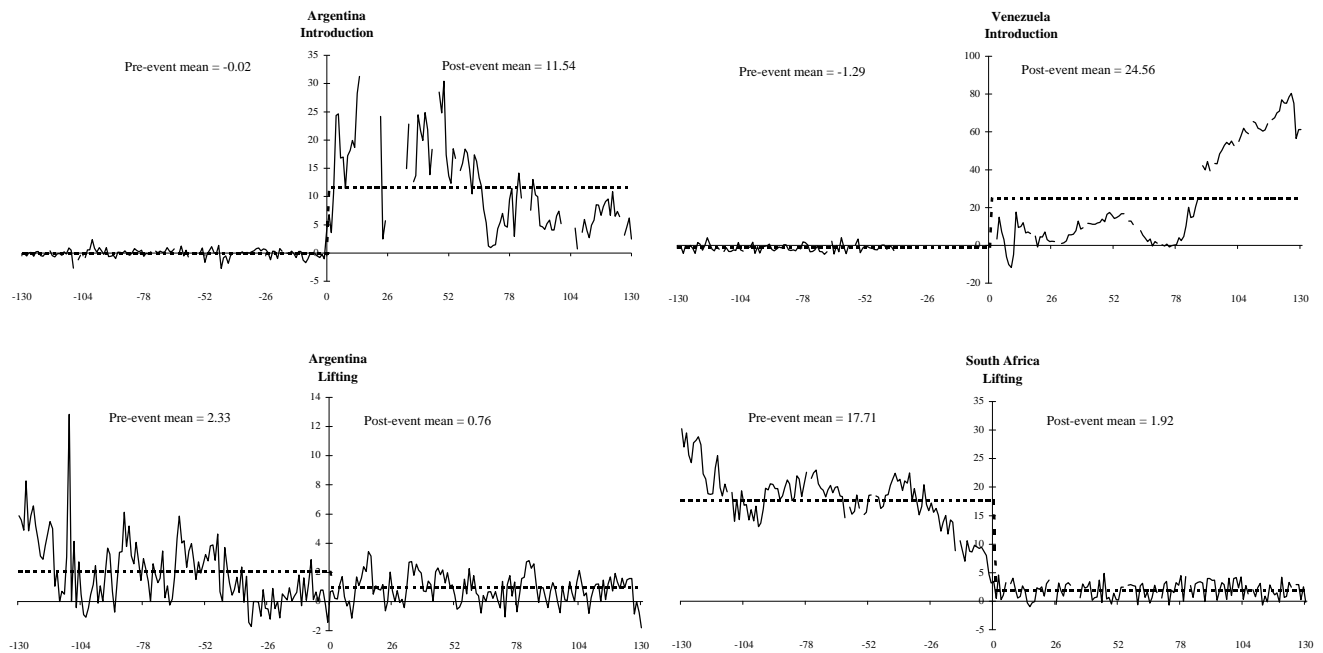 Argentina
Introduction
Pre-event mean = -0.02
Post-event mean = 11.54
35
30
25
20
15
10
5
0
-5
-130 -104 -78 -52 -26 0 26 52 78 104 130
Venezuela
Introduction
Pre-event mean = -1.29
Post-event mean = 24.56
100
80
60
40
20
0
-20
-130 -104 -78 -52 -26 0 26 52 78 104 130
Argentina
Lifting
Pre-event mean = 2.33
Post-event mean = 0.76
14
12
10
8
6
4
2
0
-2
-130 -104 -78 -52 -26 0 26 52 78 104 130
South Africa
Lifting
Pre-event mean = 17.71
Post-event mean = 1.92
35
30
25
20
15
10
5
0
-5
-130 -104 -78 -52 -26 0 26 52 78 104 130